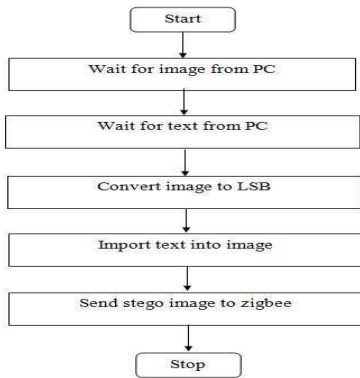 Start
Wait for image from PC
Wait for text from PC
Convert image to LSB
Import text into image
Send stego image to zigbee
Stop